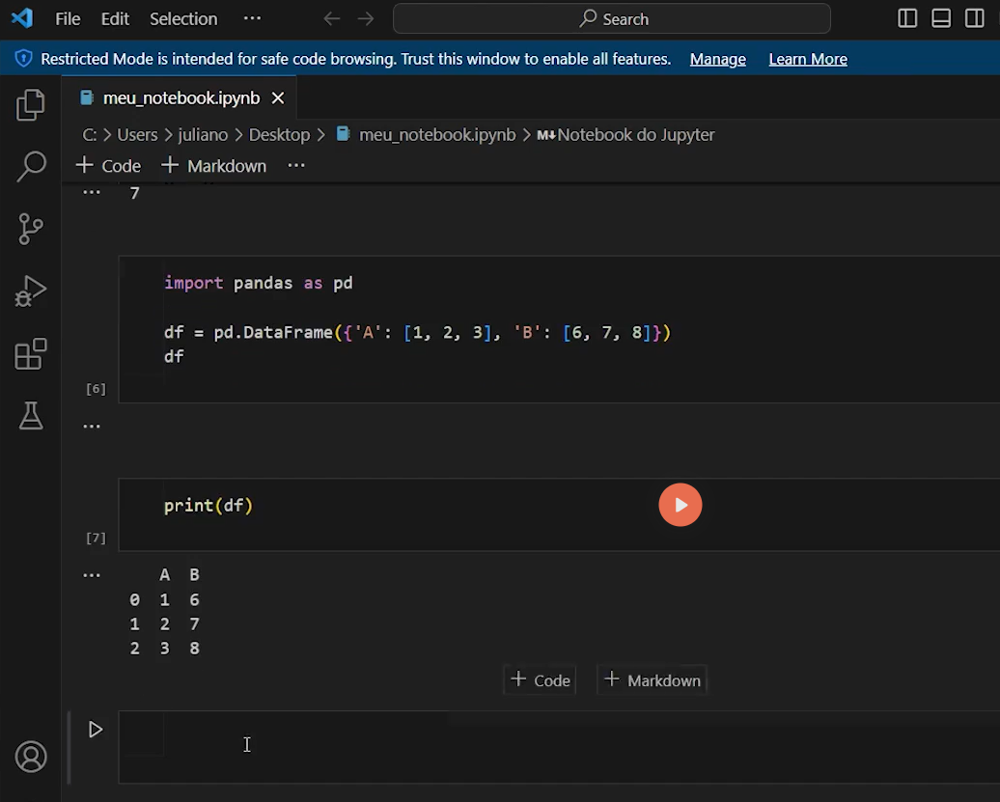 File Edit Selection ··· Search
Restricted Mode is intended for safe code browsing. Trust this window to enable all features. Manage Learn More
meu_notebook.ipynb
C: > Users > juliano > Desktop > meu_notebook.ipynb > M↓Notebook do Jupyter
+ Code + Markdown ···
... 7
import pandas as pd
df = pd.DataFrame({'A': [1, 2, 3], 'B': [6, 7, 8]})
df
[6]
...
print(df)
[7]
... A B
0 1 6
1 2 7
2 3 8
+ Code + Markdown